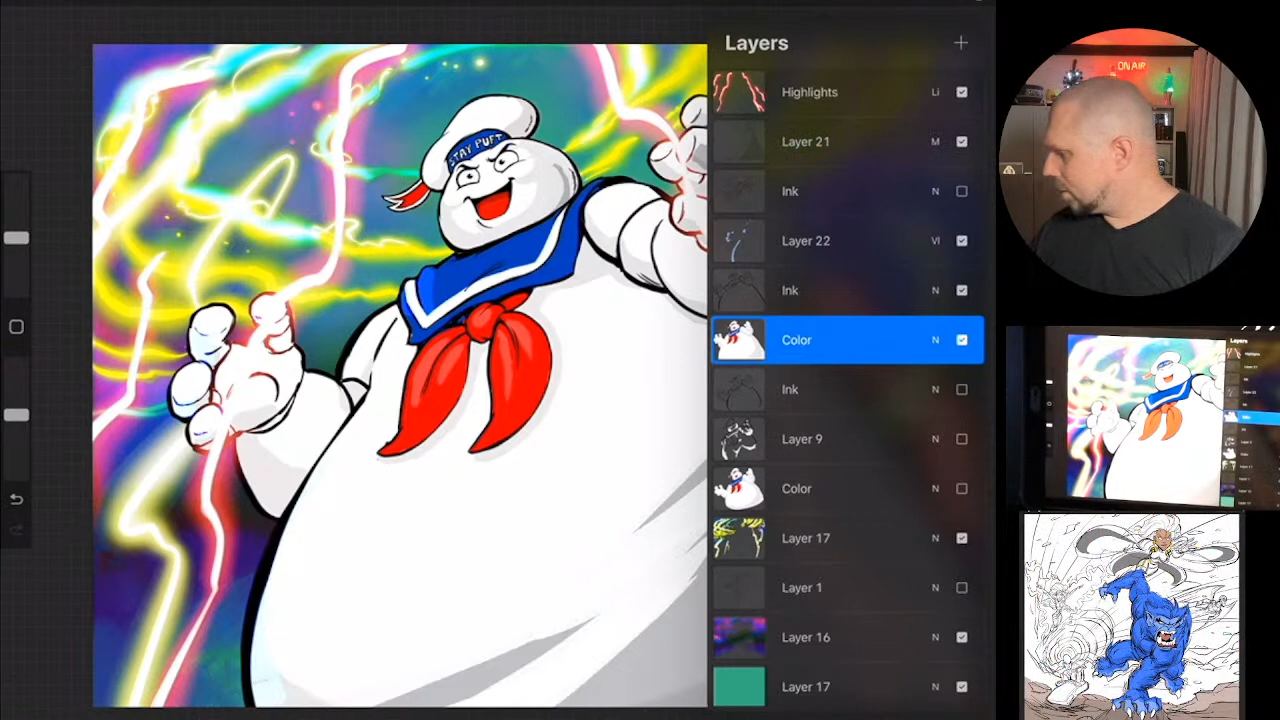 Layers
Highlights Li
Layer 21 M
Ink N
Layer 22 VI
Ink N
Color N
Ink N
Layer 9 N
Color N
Layer 17 N
Layer 1 N
Layer 16 N
Layer 17 N
STAY PUFT
ON AIR
Layers